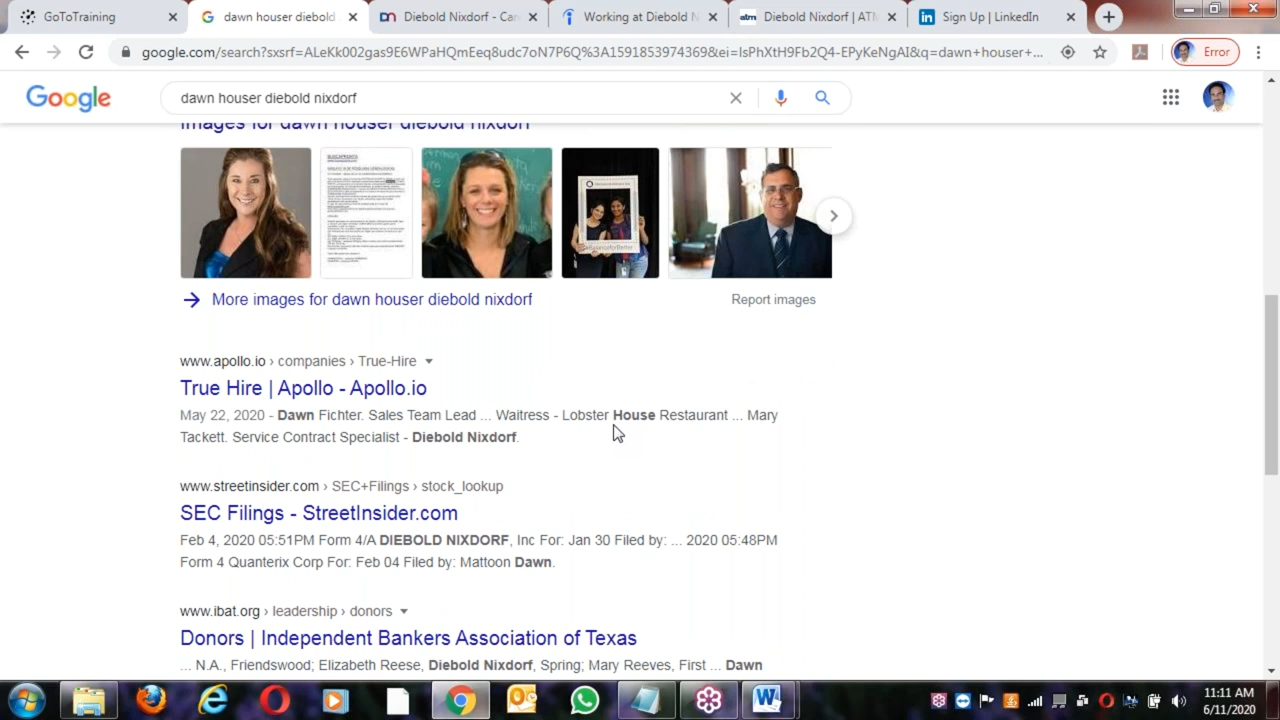 GoToTraining
dawn houser diebold
Diebold Nixdorf - Car
Working at Diebold N
Diebold Nixdorf | ATM
Sign Up | LinkedIn
google.com/search?sxsrf=ALeKk002gas9E6WPaHQmEeq8udc7oN7P6Q%3A1591853974369&ei=IsPhXtH9Fb2Q4-EPyKeNgAI&q=dawn+houser+...
Error
Google
dawn houser diebold nixdorf
Images for dawn houser diebold nixdorf
More images for dawn houser diebold nixdorf
Report images
www.apollo.io › companies › True-Hire
True Hire | Apollo - Apollo.io
May 22, 2020 - Dawn Fichter. Sales Team Lead ... Waitress - Lobster House Restaurant ... Mary
Tackett. Service Contract Specialist - Diebold Nixdorf.
www.streetinsider.com › SEC+Filings › stock_lookup
SEC Filings - StreetInsider.com
Feb 4, 2020 05:51PM Form 4/A DIEBOLD NIXDORF, Inc For: Jan 30 Filed by: ... 2020 05:48PM
Form 4 Quanterix Corp For: Feb 04 Filed by: Mattoon Dawn.
www.ibat.org › leadership › donors
Donors | Independent Bankers Association of Texas
... N.A., Friendswood; Elizabeth Reese, Diebold Nixdorf, Spring; Mary Reeves, First ... Dawn
11:11 AM
6/11/2020